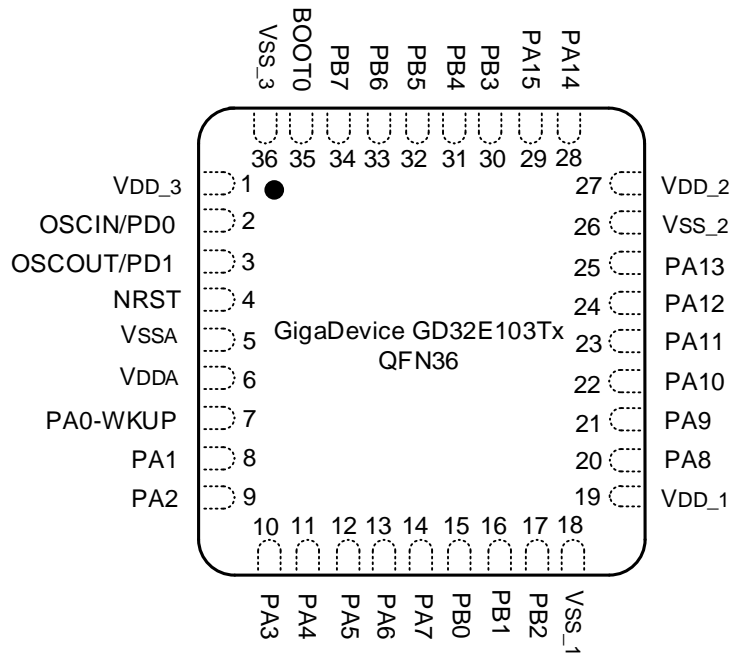 VSS_3
BOOT0
PB7
PB6
PB5
PB4
PB3
PA15
PA14
36 35 34 33 32 31 30 29 28
VDD_3 1
OSCIN/PD0 2
OSCOUT/PD1 3
NRST 4
VSSA 5
VDDA 6
PA0-WKUP 7
PA1 8
PA2 9
GigaDevice GD32E103Tx
QFN36
27 VDD_2
26 VSS_2
25 PA13
24 PA12
23 PA11
22 PA10
21 PA9
20 PA8
19 VDD_1
10 11 12 13 14 15 16 17 18
PA3
PA4
PA5
PA6
PA7
PB0
PB1
PB2
VSS_1